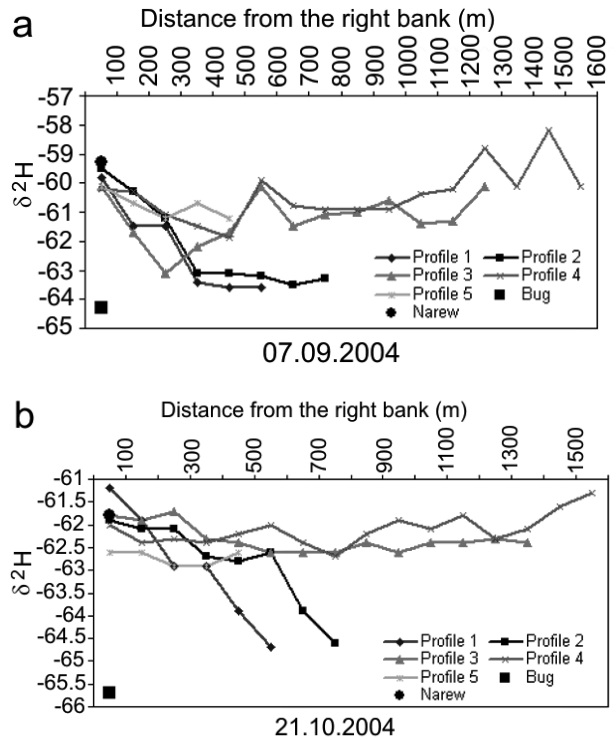 a
Distance from the right bank (m)
100 200 300 400 500 600 700 800 900 1000 1100 1200 1300 1400 1500 1600
-57
-58
-59
-60
-61
-62
-63
-64
-65
δ ²H
Profile 1 Profile 2
Profile 3 Profile 4
Profile 5 Bug
Narew
07.09.2004
b
Distance from the right bank (m)
100 300 500 700 900 1100 1300 1500
-61
-61.5
-62
-62.5
-63
-63.5
-64
-64.5
-65
-65.5
-66
δ ²H
Profile 1 Profile 2
Profile 3 Profile 4
Profile 5 Bug
Narew
21.10.2004